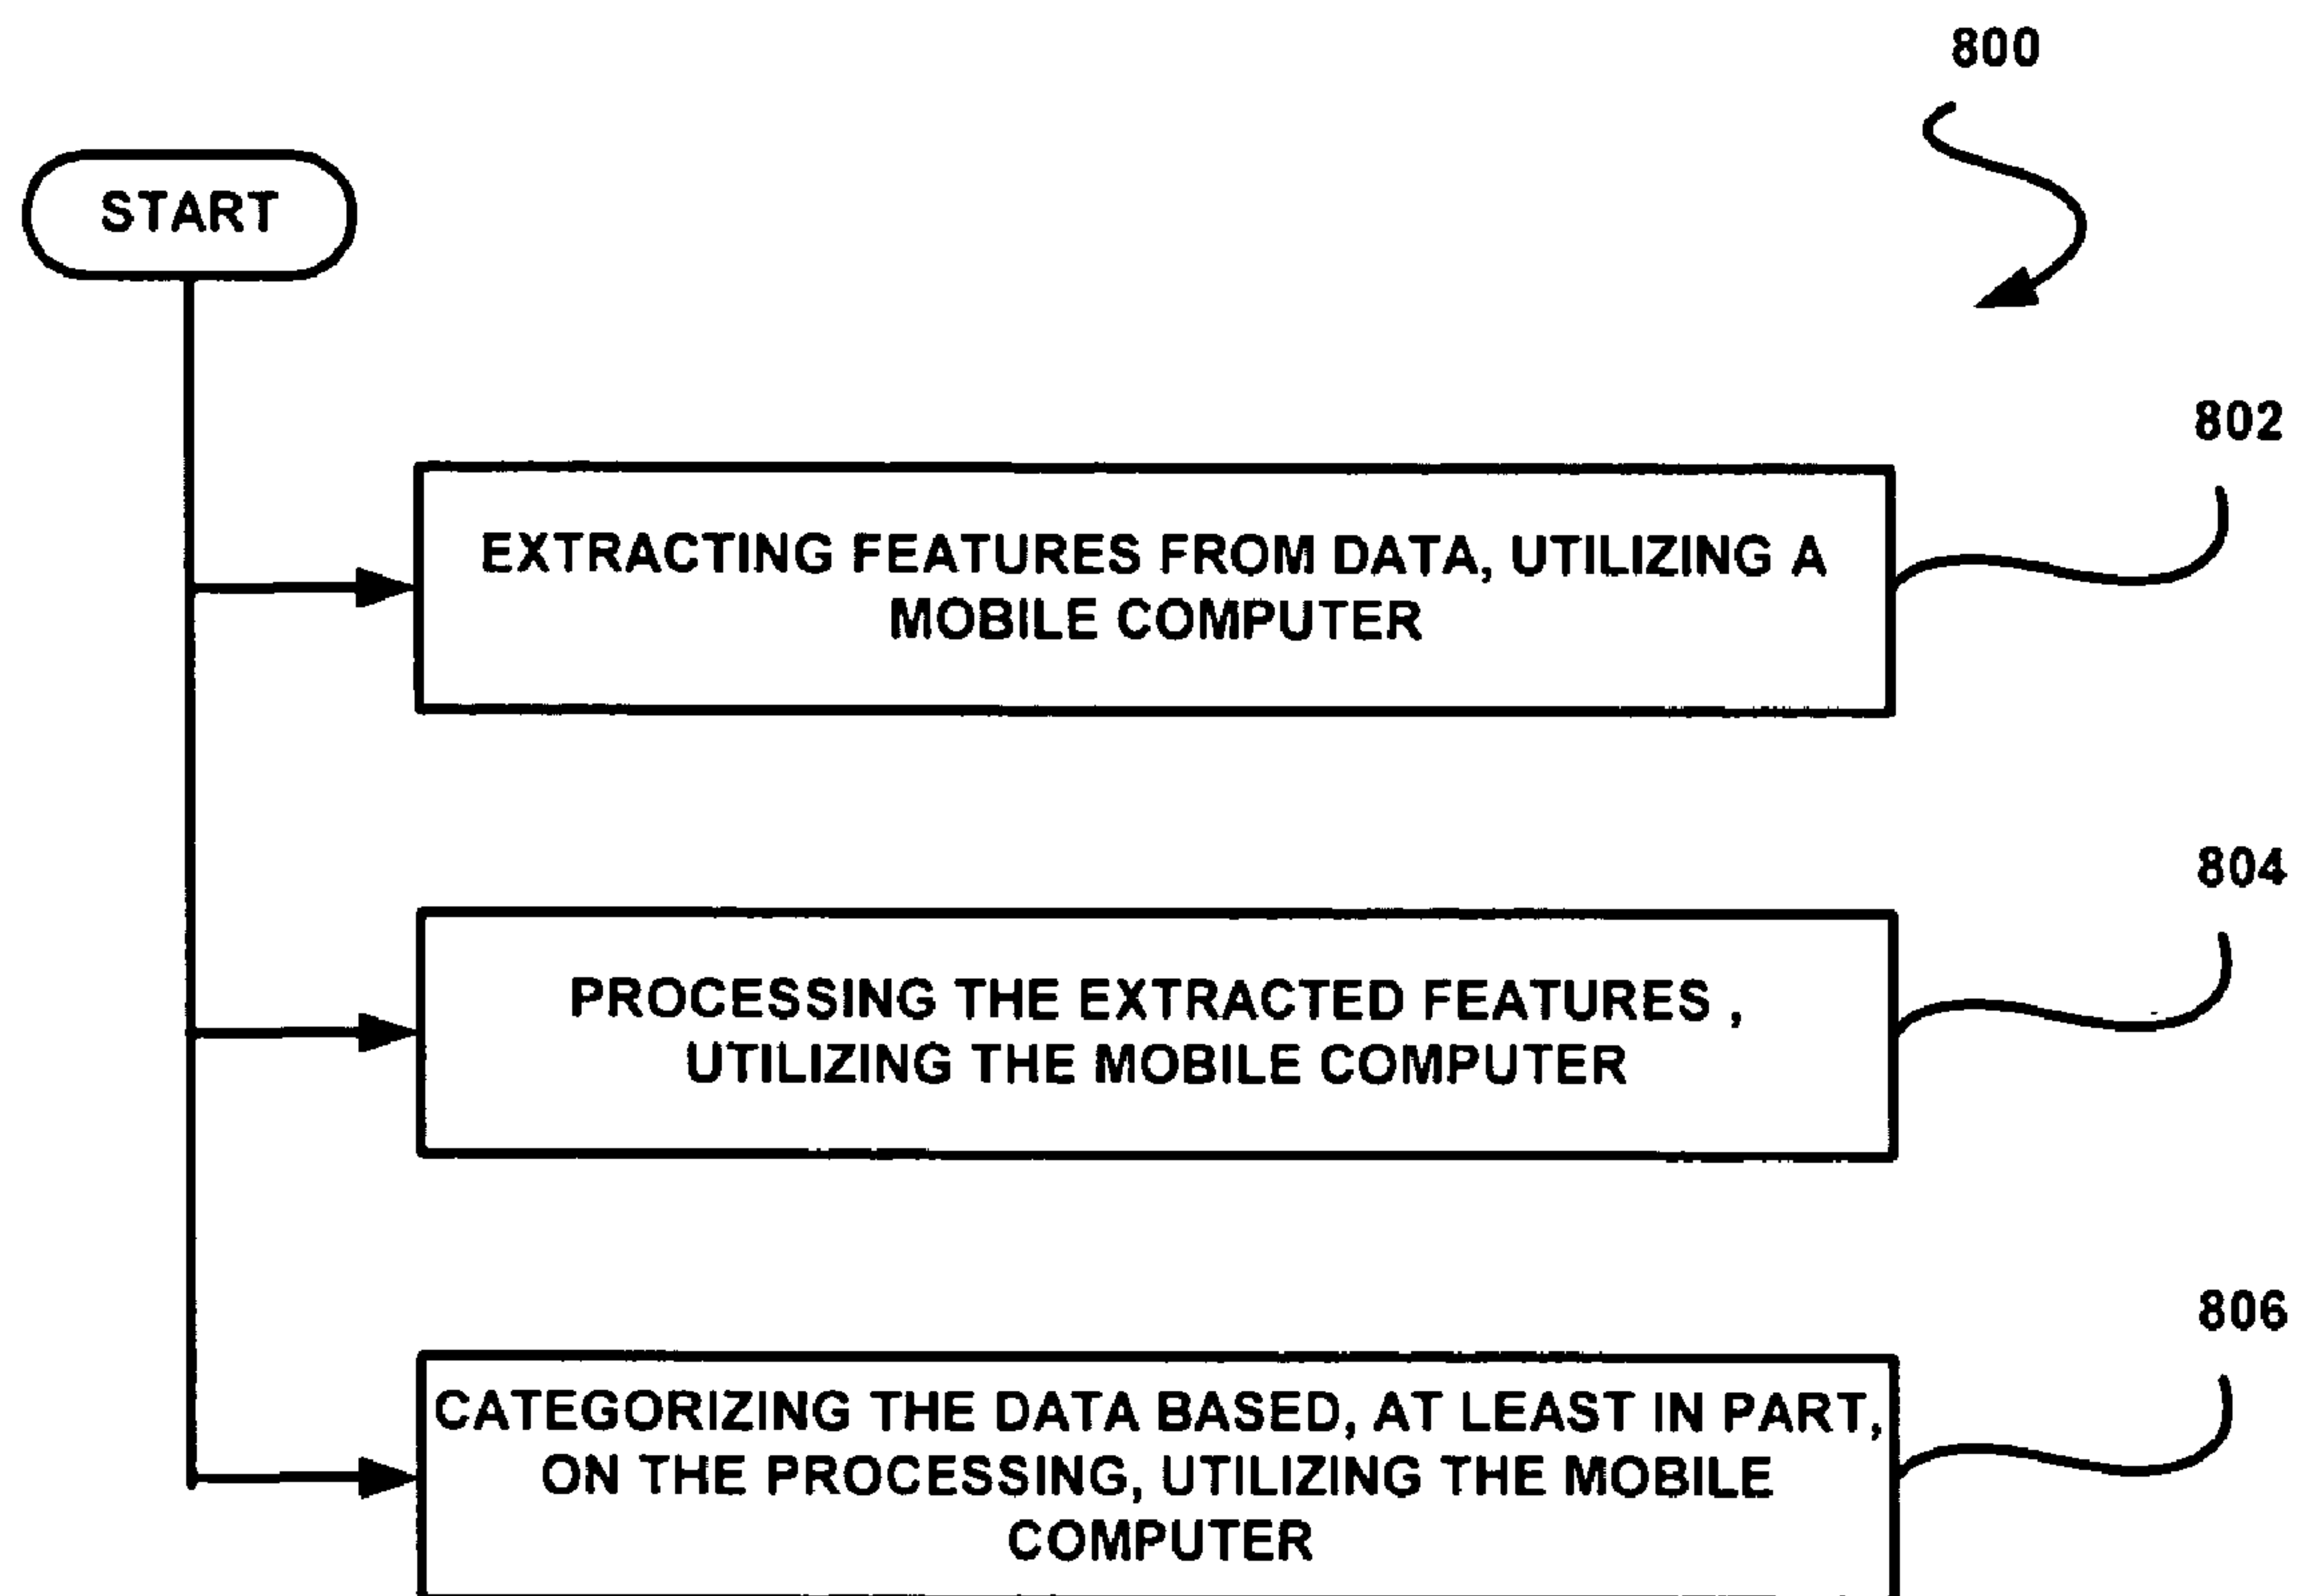 800
START
802
EXTRACTING FEATURES FROM DATA, UTILIZING A
MOBILE COMPUTER
804
PROCESSING THE EXTRACTED FEATURES ,
UTILIZING THE MOBILE COMPUTER
806
CATEGORIZING THE DATA BASED, AT LEAST IN PART,
ON THE PROCESSING, UTILIZING THE MOBILE
COMPUTER